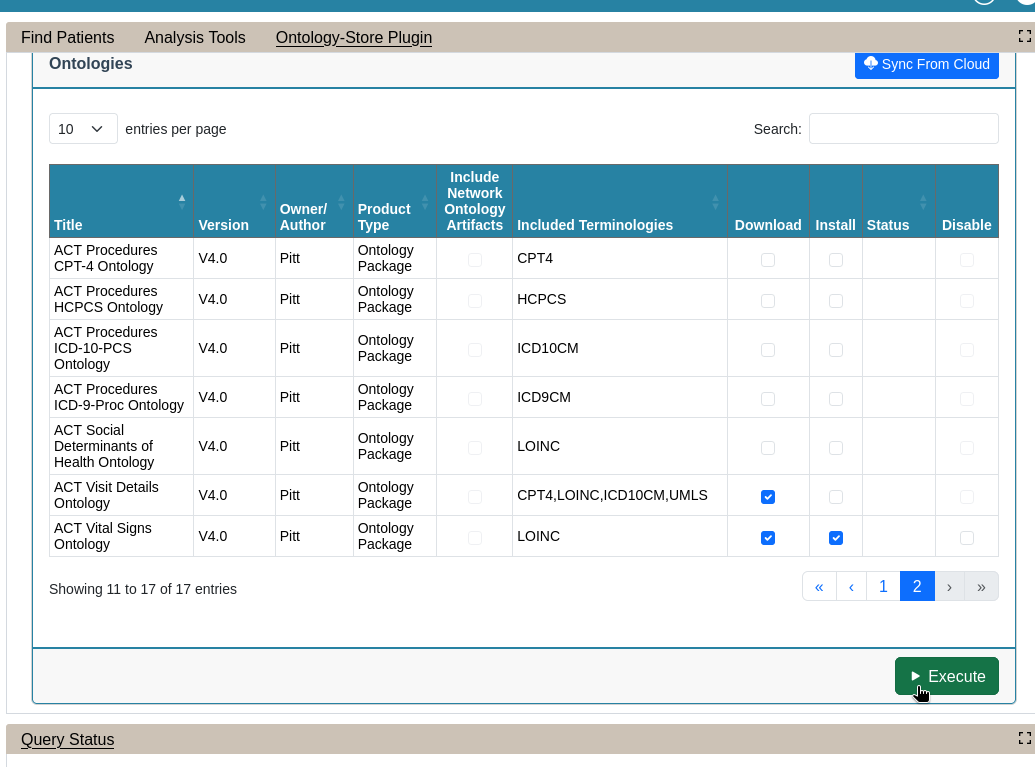 Find Patients Analysis Tools Ontology-Store Plugin
Ontologies Sync From Cloud
10 entries per page Search:
Title Version Owner/ Author Product Type Include Network Ontology Artifacts Included Terminologies Download Install Status Disable
ACT Procedures CPT-4 Ontology V4.0 Pitt Ontology Package CPT4
ACT Procedures HCPCS Ontology V4.0 Pitt Ontology Package HCPCS
ACT Procedures ICD-10-PCS Ontology V4.0 Pitt Ontology Package ICD10CM
ACT Procedures ICD-9-Proc Ontology V4.0 Pitt Ontology Package ICD9CM
ACT Social Determinants of Health Ontology V4.0 Pitt Ontology Package LOINC
ACT Visit Details Ontology V4.0 Pitt Ontology Package CPT4,LOINC,ICD10CM,UMLS
ACT Vital Signs Ontology V4.0 Pitt Ontology Package LOINC
Showing 11 to 17 of 17 entries « ‹ 1 2 › »
Execute
Query Status